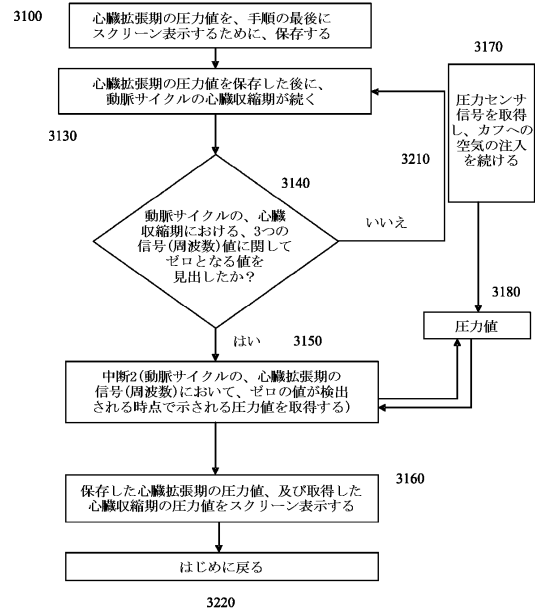 3100
心臓拡張期の圧力値を、手順の最後に
スクリーン表示するために、保存する
心臓拡張期の圧力値を保存した後に、
動脈サイクルの心臓収縮期が続く
3130
3140
動脈サイクルの、心臓
収縮期における、3つの
信号(周波数)値に関して
ゼロとなる値を
見出したか?
いいえ
3210
3170
圧力センサ
信号を取得
し、カフへの
空気の注入
を続ける
3180
圧力値
はい
3150
中断2(動脈サイクルの、心臓拡張期の
信号(周波数)において、ゼロの値が検出
される時点で示される圧力値を取得する)
3160
保存した心臓拡張期の圧力値、及び取得した
心臓収縮期の圧力値をスクリーン表示する
はじめに戻る
3220